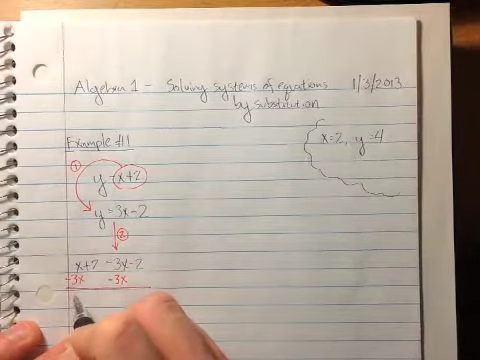 Algebra 1 - Solving systems of equations 1/3/2013
by substitution
Example #1
x=2, y=4
① y=x+2
y=3x-2
②
x+2=3x-2
-3x -3x